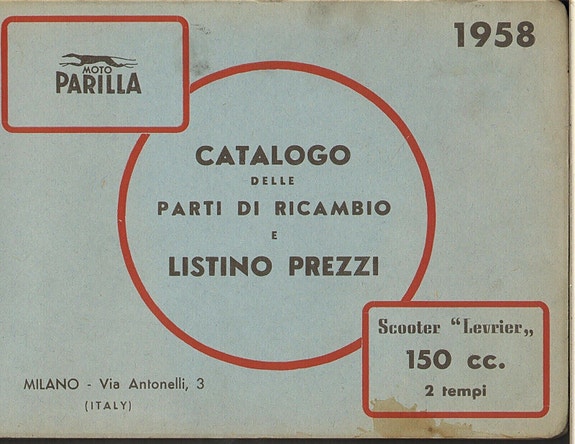 MOTO
PARILLA
1958
CATALOGO
DELLE
PARTI DI RICAMBIO
E
LISTINO PREZZI
Scooter “Levrier„
150 cc.
2 tempi
MILANO - Via Antonelli, 3
(ITALY)